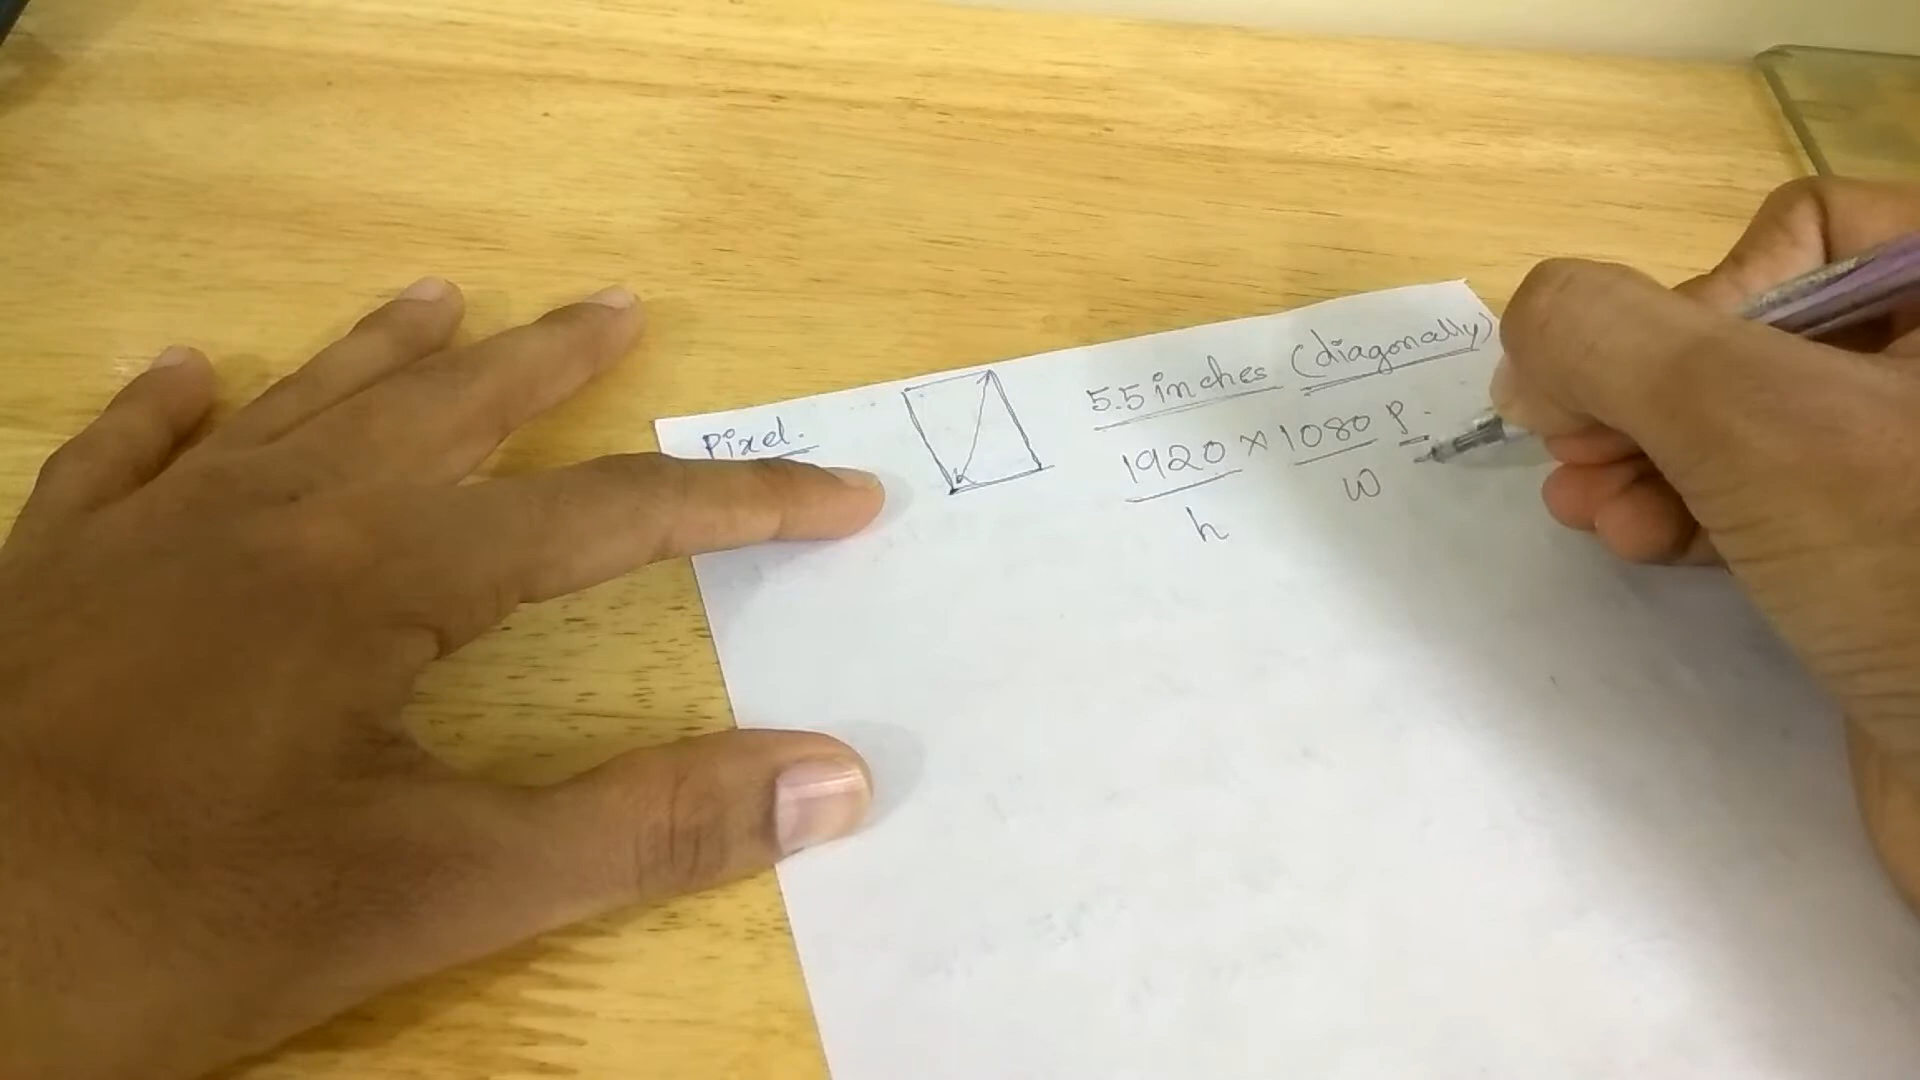 Pixel.
5.5 inches (diagonally)
1920 × 1080 P.
h
w